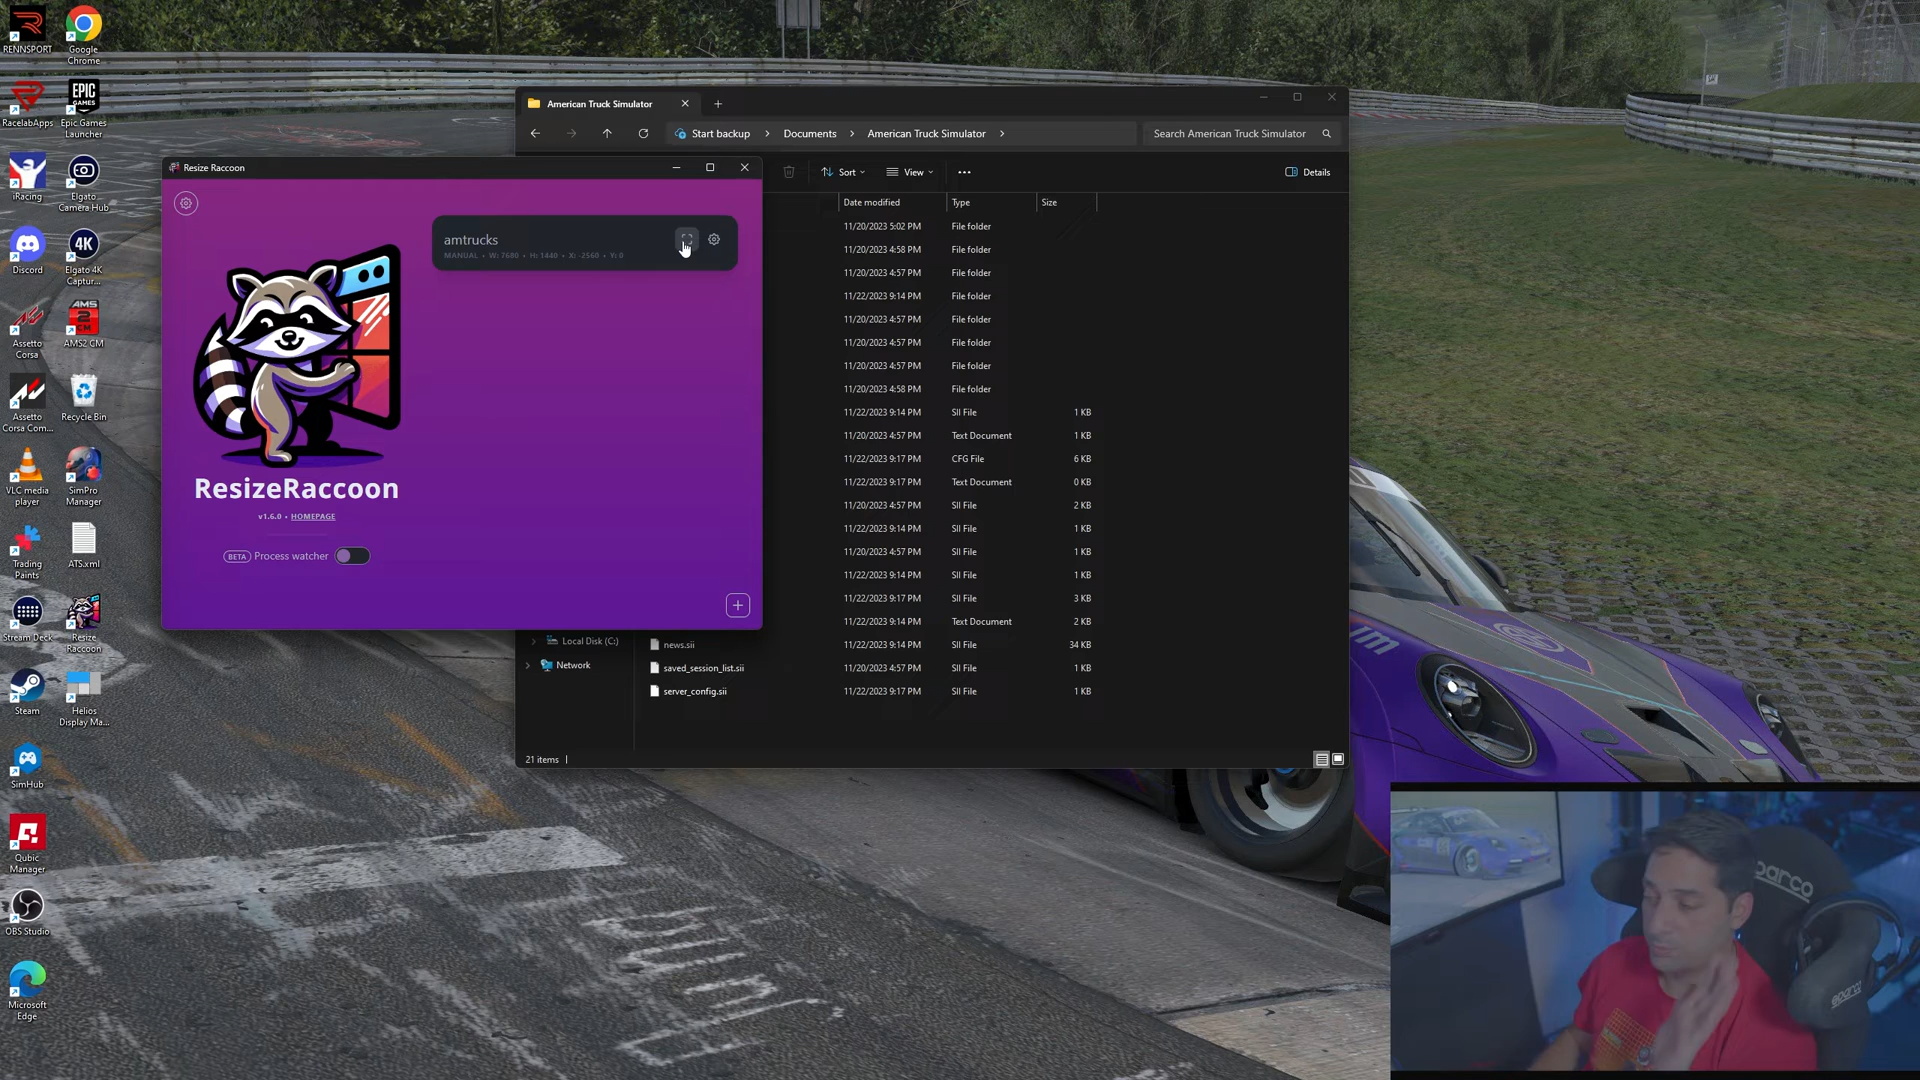 RENNSPORT
Google
Chrome
RacelabApps
EPIC
GAMES
Epic Games
Launcher
iRacing
Elgato
Camera Hub
Discord
4K
Elgato 4K
Captur...
Assetto
Corsa
AMS
2
CM
AMS2 CM
Assetto
Corsa Com...
Recycle Bin
VLC media
player
SimPro
Manager
Trading
Paints
ATS.xml
Stream Deck
Resize
Raccoon
Steam
Helios
Display Ma...
SimHub
Qubic
Manager
OBS Studio
Microsoft
Edge
American Truck Simulator
Start backup > Documents > American Truck Simulator >
Search American Truck Simulator
Sort
View
Details
Date modified Type Size
11/20/2023 5:02 PM File folder
11/20/2023 4:58 PM File folder
11/20/2023 4:57 PM File folder
11/22/2023 9:14 PM File folder
11/20/2023 4:57 PM File folder
11/20/2023 4:57 PM File folder
11/20/2023 4:57 PM File folder
11/20/2023 4:58 PM File folder
11/22/2023 9:14 PM SII File 1 KB
11/20/2023 4:57 PM Text Document 1 KB
11/22/2023 9:17 PM CFG File 6 KB
11/22/2023 9:17 PM Text Document 0 KB
11/20/2023 4:57 PM SII File 2 KB
11/22/2023 9:14 PM SII File 1 KB
11/20/2023 4:57 PM SII File 1 KB
11/22/2023 9:14 PM SII File 1 KB
11/22/2023 9:17 PM SII File 3 KB
11/22/2023 9:14 PM Text Document 2 KB
news.sii 11/22/2023 9:14 PM SII File 34 KB
saved_session_list.sii 11/20/2023 4:57 PM SII File 1 KB
server_config.sii 11/22/2023 9:17 PM SII File 1 KB
Local Disk (C:)
Network
21 items
Resize Raccoon
amtrucks
MANUAL • W: 7680 • H: 1440 • X: -2560 • Y: 0
ResizeRaccoon
v1.6.0 • HOMEPAGE
BETA Process watcher
sparco
sparco